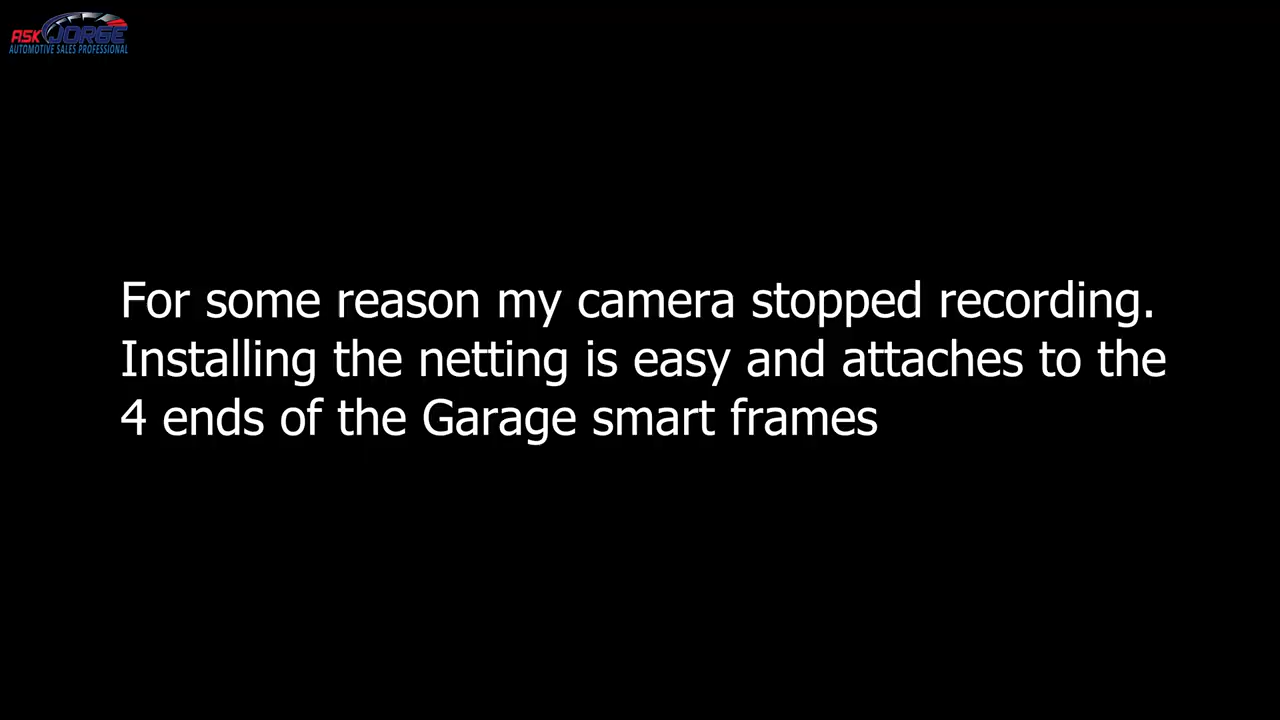 ASK JORGE
AUTOMOTIVE SALES PROFESSIONAL
For some reason my camera stopped recording.
Installing the netting is easy and attaches to the
4 ends of the Garage smart frames